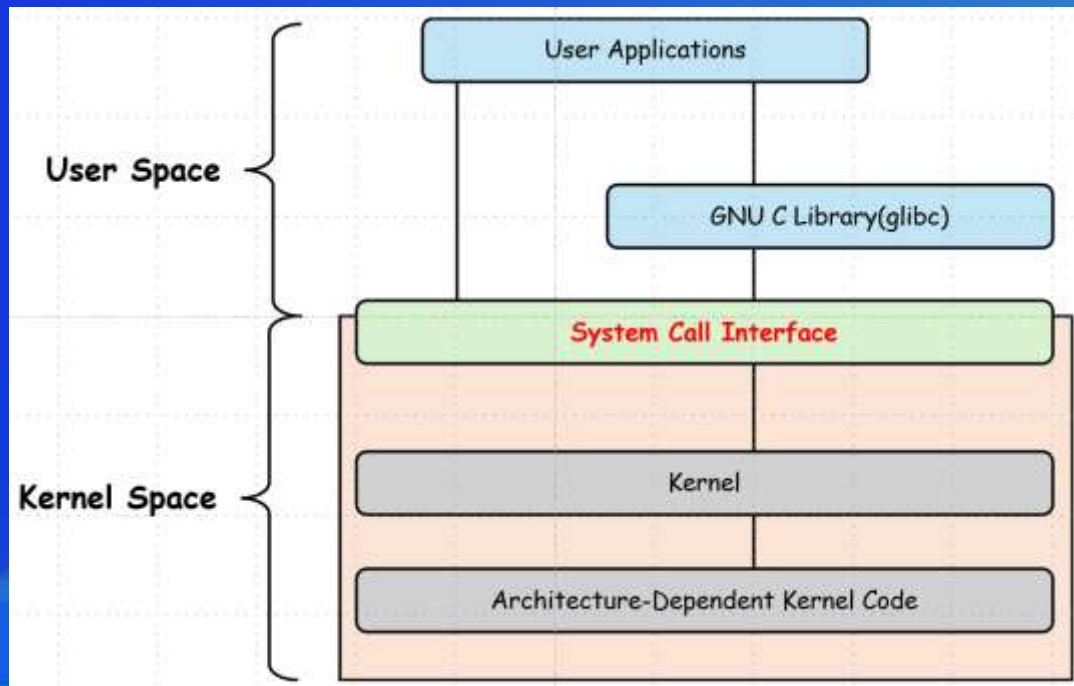 User Applications
User Space
GNU C Library(glibc)
System Call Interface
Kernel
Kernel Space
Architecture-Dependent Kernel Code